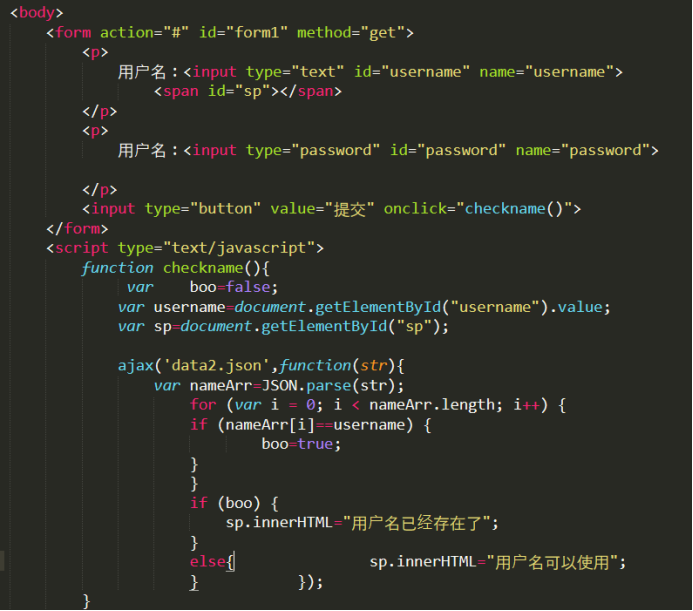 <body>
<form action="#" id="form1" method="get">
<p>
用户名：<input type="text" id="username" name="username">
<span id="sp"></span>
</p>
<p>
用户名：<input type="password" id="password" name="password">
</p>
<input type="button" value="提交" onclick="checkname()">
</form>
<script type="text/javascript">
function checkname(){
var    boo=false;
var username=document.getElementById("username").value;
var sp=document.getElementById("sp");
ajax('data2.json',function(str){
var nameArr=JSON.parse(str);
for (var i = 0; i < nameArr.length; i++) {
if (nameArr[i]==username) {
boo=true;
}
}
if (boo) {
sp.innerHTML="用户名已经存在了";
}
else{               sp.innerHTML="用户名可以使用";
}           });
}